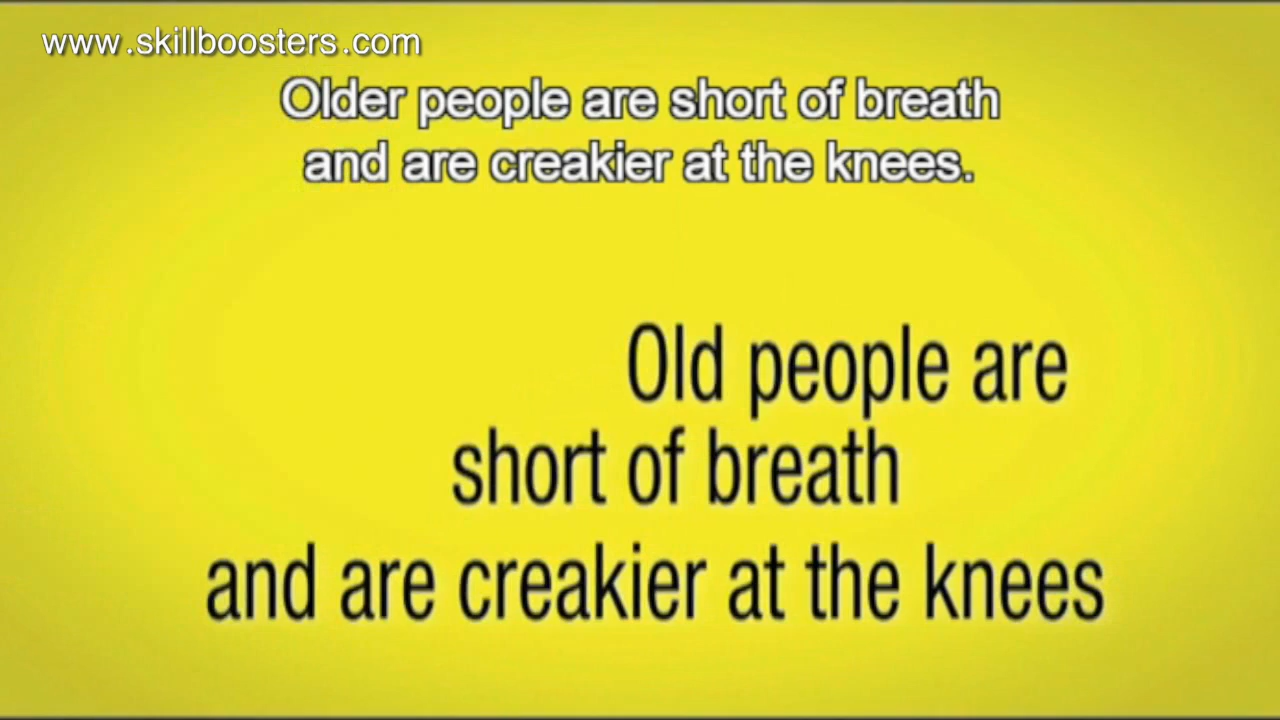 www.skillboosters.com
Older people are short of breath
and are creakier at the knees.
Old people are
short of breath
and are creakier at the knees